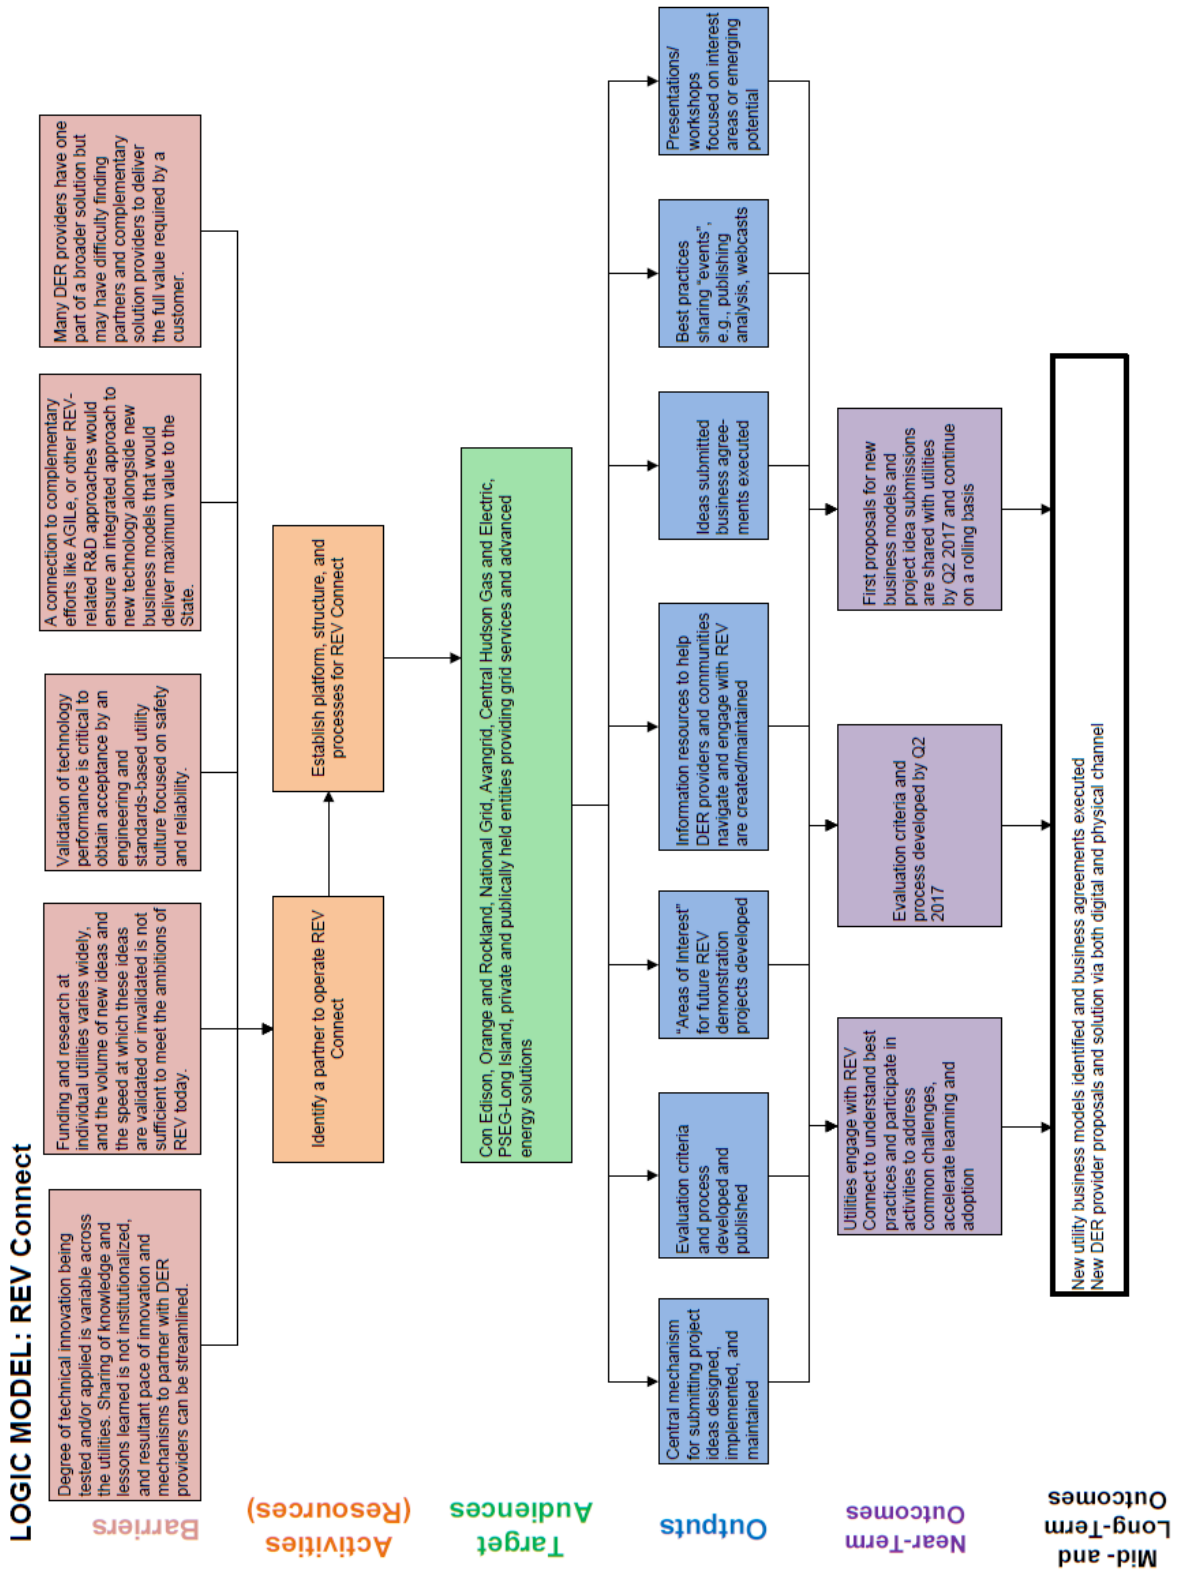 LOGIC MODEL: REV Connect
Barriers
Degree of technical innovation being
tested and/or applied is variable across
the utilities. Sharing of knowledge and
lessons learned is not institutionalized,
and resultant pace of innovation and
mechanisms to partner with DER
providers can be streamlined.
Funding and research at
individual utilities varies widely,
and the volume of new ideas and
the speed at which these ideas
are validated or invalidated is not
sufficient to meet the ambitions of
REV today.
Validation of technology
performance is critical to
obtain acceptance by an
engineering and
standards-based utility
culture focused on safety
and reliability.
A connection to complementary
efforts like AGILe, or other REV-
related R&D approaches would
ensure an integrated approach to
new technology alongside new
business models that would
deliver maximum value to the
State.
Many DER providers have one
part of a broader solution but
may have difficulty finding
partners and complementary
solution providers to deliver
the full value required by a
customer.
Activities
(Resources)
Identify a partner to operate REV
Connect
Establish platform, structure, and
processes for REV Connect
Target
Audiences
Con Edison, Orange and Rockland, National Grid, Avangrid, Central Hudson Gas and Electric,
PSEG-Long Island, private and publically held entities providing grid services and advanced
energy solutions
Outputs
Central mechanism
for submitting project
ideas designed,
implemented, and
maintained
Evaluation criteria
and process
developed and
published
“Areas of Interest”
for future REV
demonstration
projects developed
Information resources to help
DER providers and communities
navigate and engage with REV
are created/maintained
Ideas submitted
business agree-
ments executed
Best practices
sharing “events”,
e.g., publishing
analysis, webcasts
Presentations/
workshops
focused on interest
areas or emerging
potential
Near-Term
Outcomes
Utilities engage with REV
Connect to understand best
practices and participate in
activities to address
common challenges,
accelerate learning and
adoption
Evaluation criteria and
process developed by Q2
2017
First proposals for new
business models and
project idea submissions
are shared with utilities
by Q2 2017 and continue
on a rolling basis
Mid- and
Long-Term
Outcomes
New utility business models identified and business agreements executed
New DER provider proposals and solution via both digital and physical channel